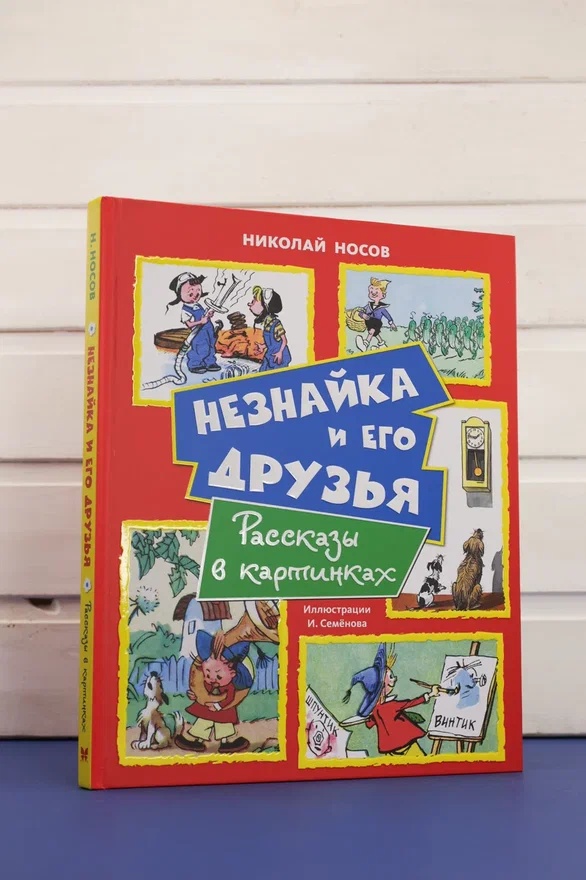 НИКОЛАЙ НОСОВ
НЕЗНАЙКА
И ЕГО
ДРУЗЬЯ
Рассказы
в картинках
Иллюстрации
И. Семёнова
ШПУНТИК
ВИНТИК
Н. НОСОВ НЕЗНАЙКА И ЕГО ДРУЗЬЯ Рассказы в картинках